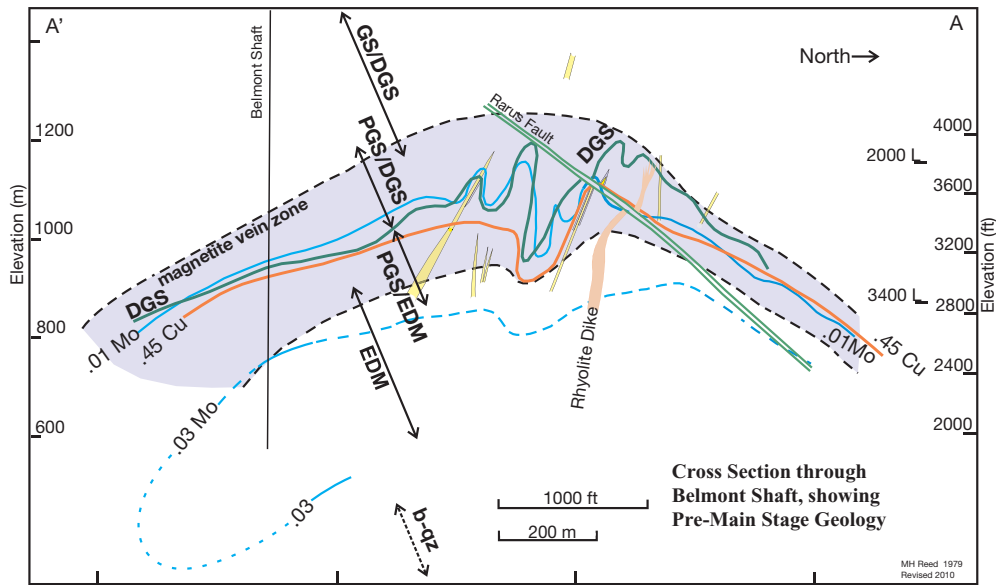 A'
A
Belmont Shaft
GS/DGS
North
Rarus Fault
1200
DGS
4000
2000 L
PGS/DGS
3600
Elevation (m)
1000
magnetite vein zone
3200
Elevation (ft)
DGS
PGS/EDM
3400 L
2800
.01 Mo
.45 Cu
800
.01Mo
.45 Cu
EDM
Rhyolite Dike
2400
.03 Mo
600
2000
.03
b-qz
1000 ft
200 m
Cross Section through
Belmont Shaft, showing
Pre-Main Stage Geology
MH Reed 1979
Revised 2010